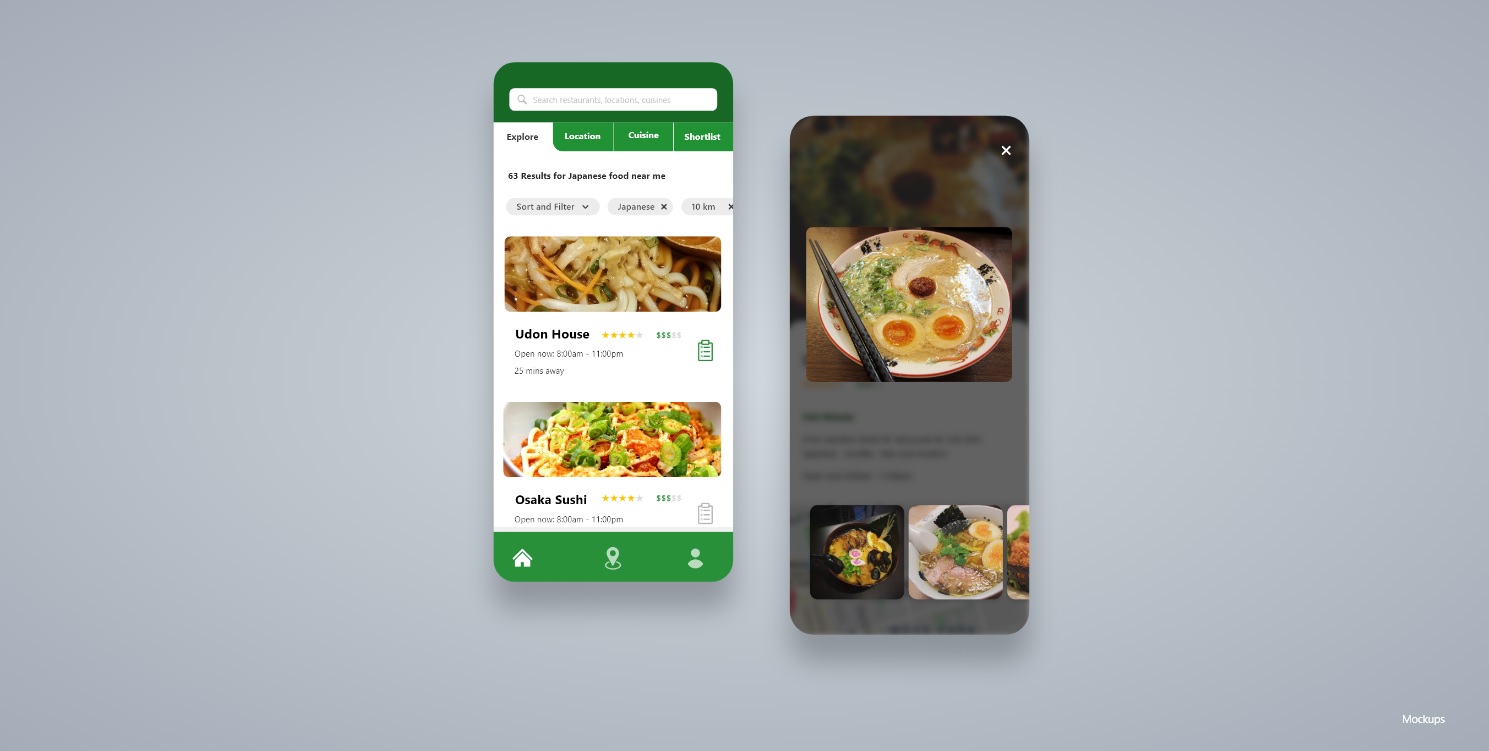 Search restaurants, locations, cuisines
Explore Location Cuisine Shortlist
63 Results for Japanese food near me
Sort and Filter Japanese ✕ 10 km ✕
Udon House ★★★★★ $$$$$
Open now: 8:00am - 11:00pm
25 mins away
Osaka Sushi ★★★★★ $$$$$
Open now: 8:00am - 11:00pm
Mockups